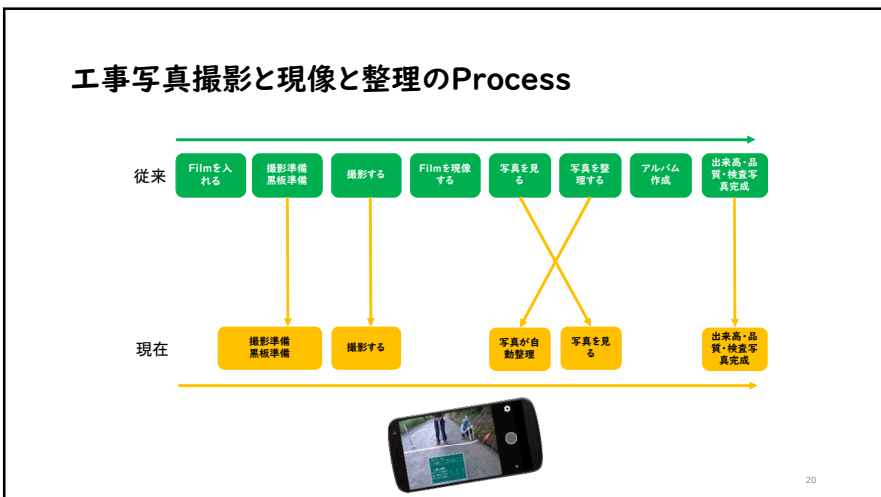 工事写真撮影と現像と整理のProcess
従来
Filmを入
れる
撮影準備
黒板準備
撮影する
Filmを現像
する
写真を見
る
写真を整
理する
アルバム
作成
出来高・品
質・検査写
真完成
現在
撮影準備
黒板準備
撮影する
写真が自
動整理
写真を見
る
出来高・品
質・検査写
真完成
20